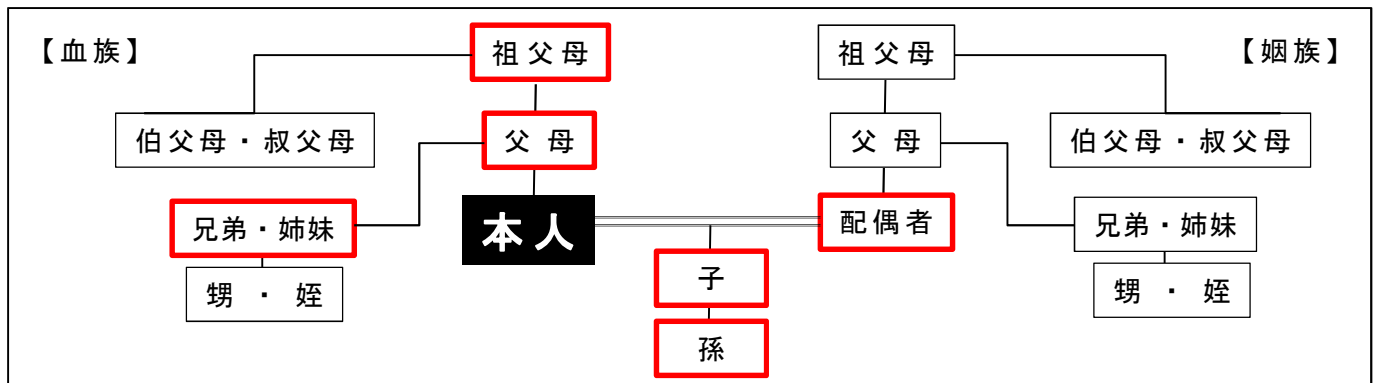 【血族】
祖父母
祖父母
【姻族】
伯父母・叔父母
父母
父母
伯父母・叔父母
兄弟・姉妹
本人
配偶者
兄弟・姉妹
甥・姪
子
甥・姪
孫